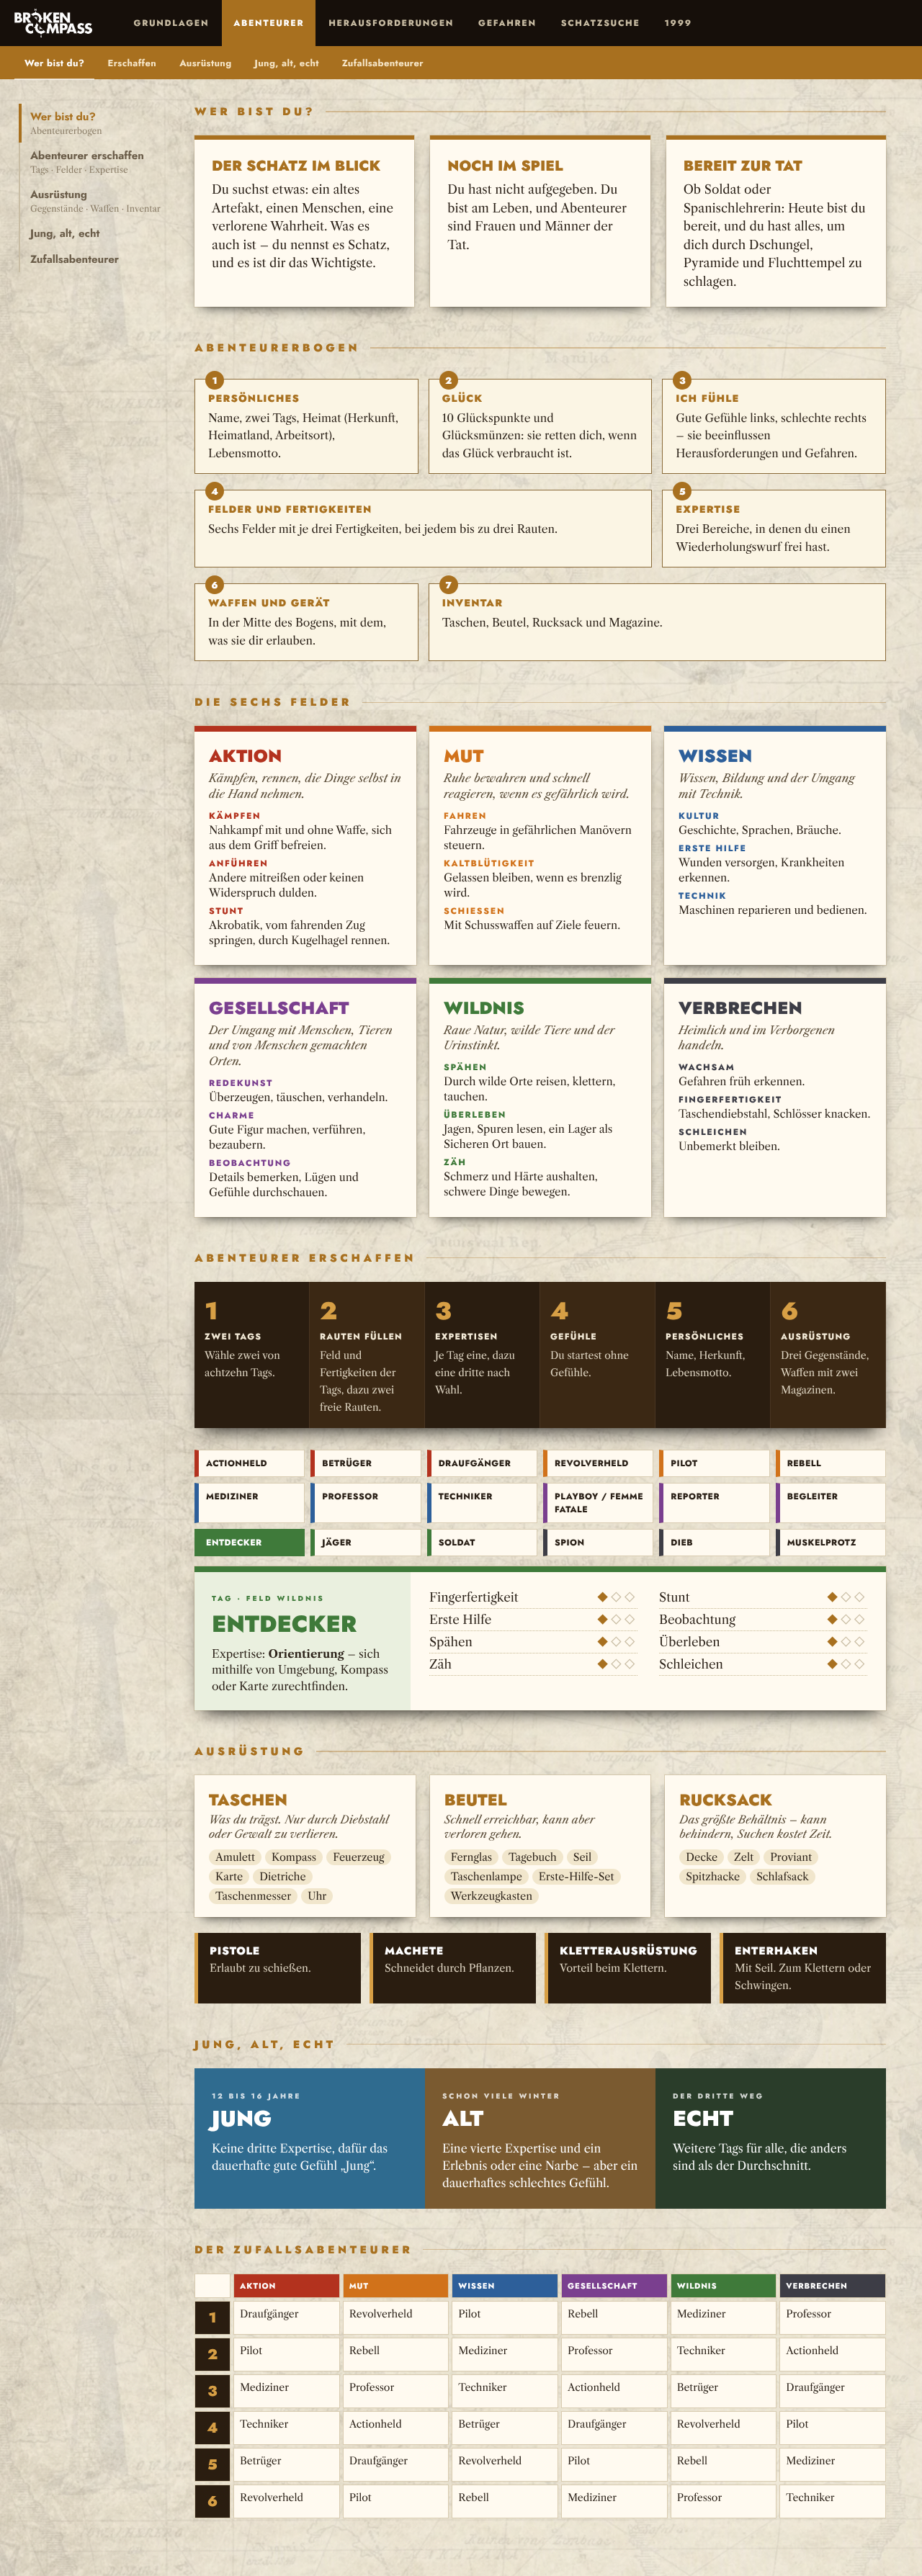 BROKEN COMPASS
GRUNDLAGEN
ABENTEURER
HERAUSFORDERUNGEN
GEFAHREN
SCHATZSUCHE
1999
Wer bist du?
Erschaffen
Ausrüstung
Jung, alt, echt
Zufallsabenteurer
Wer bist du?
Abenteurerbogen
Abenteurer erschaffen
Tags · Felder · Expertise
Ausrüstung
Gegenstände · Waffen · Inventar
Jung, alt, echt
Zufallsabenteurer
WER BIST DU?
DER SCHATZ IM BLICK
Du suchst etwas: ein altes
Artefakt, einen Menschen, eine
verlorene Wahrheit. Was es
auch ist – du nennst es Schatz,
und es ist dir das Wichtigste.
NOCH IM SPIEL
Du hast nicht aufgegeben. Du
bist am Leben, und Abenteurer
sind Frauen und Männer der
Tat.
BEREIT ZUR TAT
Ob Soldat oder
Spanischlehrerin: Heute bist du
bereit, und du hast alles, um
dich durch Dschungel,
Pyramide und Fluchttempel zu
schlagen.
ABENTEURERBOGEN
1
PERSÖNLICHES
Name, zwei Tags, Heimat (Herkunft,
Heimatland, Arbeitsort),
Lebensmotto.
2
GLÜCK
10 Glückspunkte und
Glücksmünzen: sie retten dich, wenn
das Glück verbraucht ist.
3
ICH FÜHLE
Gute Gefühle links, schlechte rechts
– sie beeinflussen
Herausforderungen und Gefahren.
4
FELDER UND FERTIGKEITEN
Sechs Felder mit je drei Fertigkeiten, bei jedem bis zu drei Rauten.
5
EXPERTISE
Drei Bereiche, in denen du einen
Wiederholungswurf frei hast.
6
WAFFEN UND GERÄT
In der Mitte des Bogens, mit dem,
was sie dir erlauben.
7
INVENTAR
Taschen, Beutel, Rucksack und Magazine.
DIE SECHS FELDER
AKTION
Kämpfen, rennen, die Dinge selbst in
die Hand nehmen.
KÄMPFEN
Nahkampf mit und ohne Waffe, sich
aus dem Griff befreien.
ANFÜHREN
Andere mitreißen oder keinen
Widerspruch dulden.
STUNT
Akrobatik, vom fahrenden Zug
springen, durch Kugelhagel rennen.
MUT
Ruhe bewahren und schnell
reagieren, wenn es gefährlich wird.
FAHREN
Fahrzeuge in gefährlichen Manövern
steuern.
KALTBLÜTIGKEIT
Gelassen bleiben, wenn es brenzlig
wird.
SCHIESSEN
Mit Schusswaffen auf Ziele feuern.
WISSEN
Wissen, Bildung und der Umgang
mit Technik.
KULTUR
Geschichte, Sprachen, Bräuche.
ERSTE HILFE
Wunden versorgen, Krankheiten
erkennen.
TECHNIK
Maschinen reparieren und bedienen.
GESELLSCHAFT
Der Umgang mit Menschen, Tieren
und von Menschen gemachten
Orten.
REDEKUNST
Überzeugen, täuschen, verhandeln.
CHARME
Gute Figur machen, verführen,
bezaubern.
BEOBACHTUNG
Details bemerken, Lügen und
Gefühle durchschauen.
WILDNIS
Raue Natur, wilde Tiere und der
Urinstinkt.
SPÄHEN
Durch wilde Orte reisen, klettern,
tauchen.
ÜBERLEBEN
Jagen, Spuren lesen, ein Lager als
Sicheren Ort bauen.
ZÄH
Schmerz und Härte aushalten,
schwere Dinge bewegen.
VERBRECHEN
Heimlich und im Verborgenen
handeln.
WACHSAM
Gefahren früh erkennen.
FINGERFERTIGKEIT
Taschendiebstahl, Schlösser knacken.
SCHLEICHEN
Unbemerkt bleiben.
ABENTEURER ERSCHAFFEN
1
ZWEI TAGS
Wähle zwei von
achtzehn Tags.
2
RAUTEN FÜLLEN
Feld und
Fertigkeiten der
Tags, dazu zwei
freie Rauten.
3
EXPERTISEN
Je Tag eine, dazu
eine dritte nach
Wahl.
4
GEFÜHLE
Du startest ohne
Gefühle.
5
PERSÖNLICHES
Name, Herkunft,
Lebensmotto.
6
AUSRÜSTUNG
Drei Gegenstände,
Waffen mit zwei
Magazinen.
ACTIONHELD
BETRÜGER
DRAUFGÄNGER
REVOLVERHELD
PILOT
REBELL
MEDIZINER
PROFESSOR
TECHNIKER
PLAYBOY / FEMME
FATALE
REPORTER
BEGLEITER
ENTDECKER
JÄGER
SOLDAT
SPION
DIEB
MUSKELPROTZ
TAG · FELD WILDNIS
ENTDECKER
Expertise: Orientierung – sich
mithilfe von Umgebung, Kompass
oder Karte zurechtfinden.
Fingerfertigkeit ◆◇◇
Stunt ◆◇◇
Erste Hilfe ◆◇◇
Beobachtung ◆◇◇
Spähen ◆◇◇
Überleben ◆◇◇
Zäh ◆◇◇
Schleichen ◆◇◇
AUSRÜSTUNG
TASCHEN
Was du trägst. Nur durch Diebstahl
oder Gewalt zu verlieren.
Amulett Kompass Feuerzeug
Karte Dietriche
Taschenmesser Uhr
BEUTEL
Schnell erreichbar, kann aber
verloren gehen.
Fernglas Tagebuch Seil
Taschenlampe Erste-Hilfe-Set
Werkzeugkasten
RUCKSACK
Das größte Behältnis – kann
behindern, Suchen kostet Zeit.
Decke Zelt Proviant
Spitzhacke Schlafsack
PISTOLE
Erlaubt zu schießen.
MACHETE
Schneidet durch Pflanzen.
KLETTERAUSRÜSTUNG
Vorteil beim Klettern.
ENTERHAKEN
Mit Seil. Zum Klettern oder
Schwingen.
JUNG, ALT, ECHT
12 BIS 16 JAHRE
JUNG
Keine dritte Expertise, dafür das
dauerhafte gute Gefühl „Jung“.
SCHON VIELE WINTER
ALT
Eine vierte Expertise und ein
Erlebnis oder eine Narbe – aber ein
dauerhaftes schlechtes Gefühl.
DER DRITTE WEG
ECHT
Weitere Tags für alle, die anders
sind als der Durchschnitt.
DER ZUFALLSABENTEURER
AKTION MUT WISSEN GESELLSCHAFT WILDNIS VERBRECHEN
1 Draufgänger Revolverheld Pilot Rebell Mediziner Professor
2 Pilot Rebell Mediziner Professor Techniker Actionheld
3 Mediziner Professor Techniker Actionheld Betrüger Draufgänger
4 Techniker Actionheld Betrüger Draufgänger Revolverheld Pilot
5 Betrüger Draufgänger Revolverheld Pilot Rebell Mediziner
6 Revolverheld Pilot Rebell Mediziner Professor Techniker